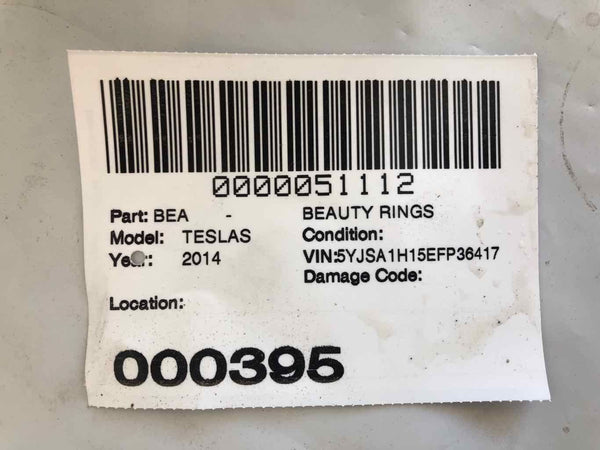 0000051112
Part: BEA - BEAUTY RINGS
Model: TESLAS Condition:
Year: 2014 VIN:5YJSA1H15EFP36417
Damage Code:
Location:
000395